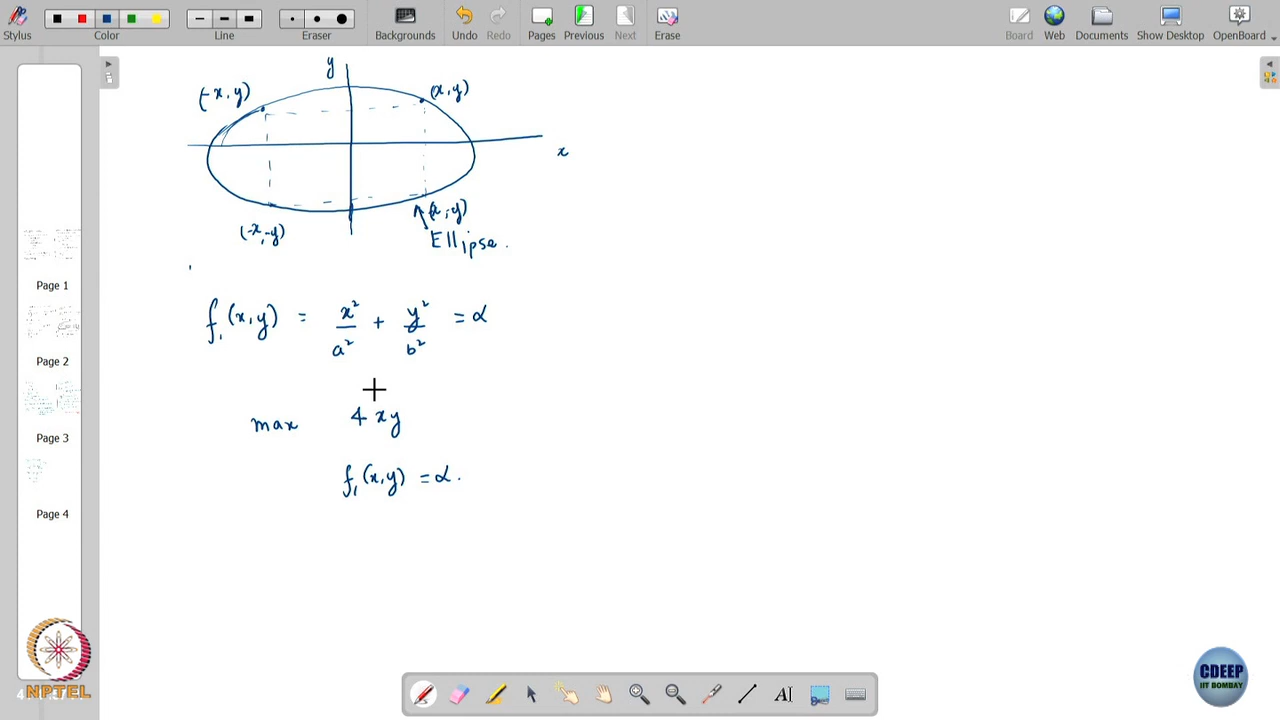 Stylus
Color
Line
Eraser
Backgrounds
Undo
Redo
Pages
Previous
Next
Erase
Board
Web
Documents
Show Desktop
OpenBoard
y
(-x, y)
(x, y)
x
(x, -y)
(-x, -y)
Ellipse.
f₁(x,y) = x²/a² + y²/b² = α
max 4xy
f₁(x,y) = α.
Page 1
Page 2
Page 3
Page 4
NPTEL
CDEEP
IIT BOMBAY